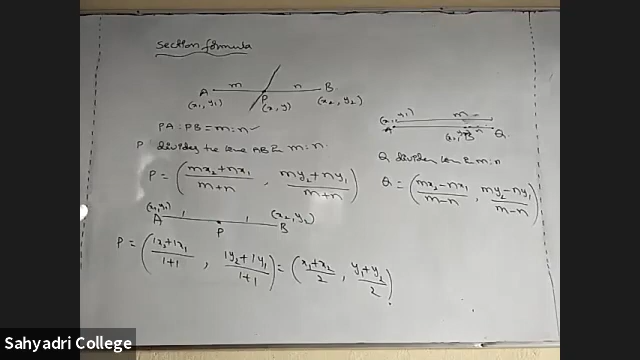 section formula
A m n B
P
(x₁, y₁) (x, y) (x₂, y₂)
PA : PB = m : n
P divides the line AB in m : n.
P = ( (mx₂ + nx₁)/(m+n) , (my₂ + ny₁)/(m+n) )
(x₁, y₁) m
A n Q
Q divides m : n
Q = ( (mx₂ - nx₁)/(m-n) , (my₂ - ny₁)/(m-n) )
(x₁, y₁) 1 1 (x₂, y₂)
A P B
P = ( (1x₂ + 1x₁)/(1+1) , (1y₂ + 1y₁)/(1+1) ) = ( (x₁ + x₂)/2 , (y₁ + y₂)/2 )
Sahyadri College